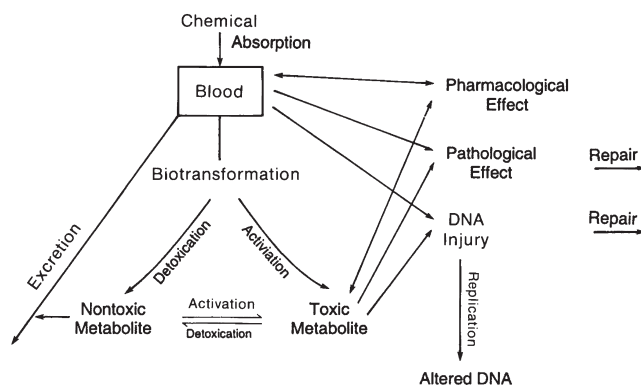 Chemical
Absorption
Blood
Pharmacological
Effect
Biotransformation
Pathological
Effect
Repair
DNA
Injury
Repair
Excretion
Detoxication
Activiation
Replication
Nontoxic
Metabolite
Activation
Detoxication
Toxic
Metabolite
Altered DNA